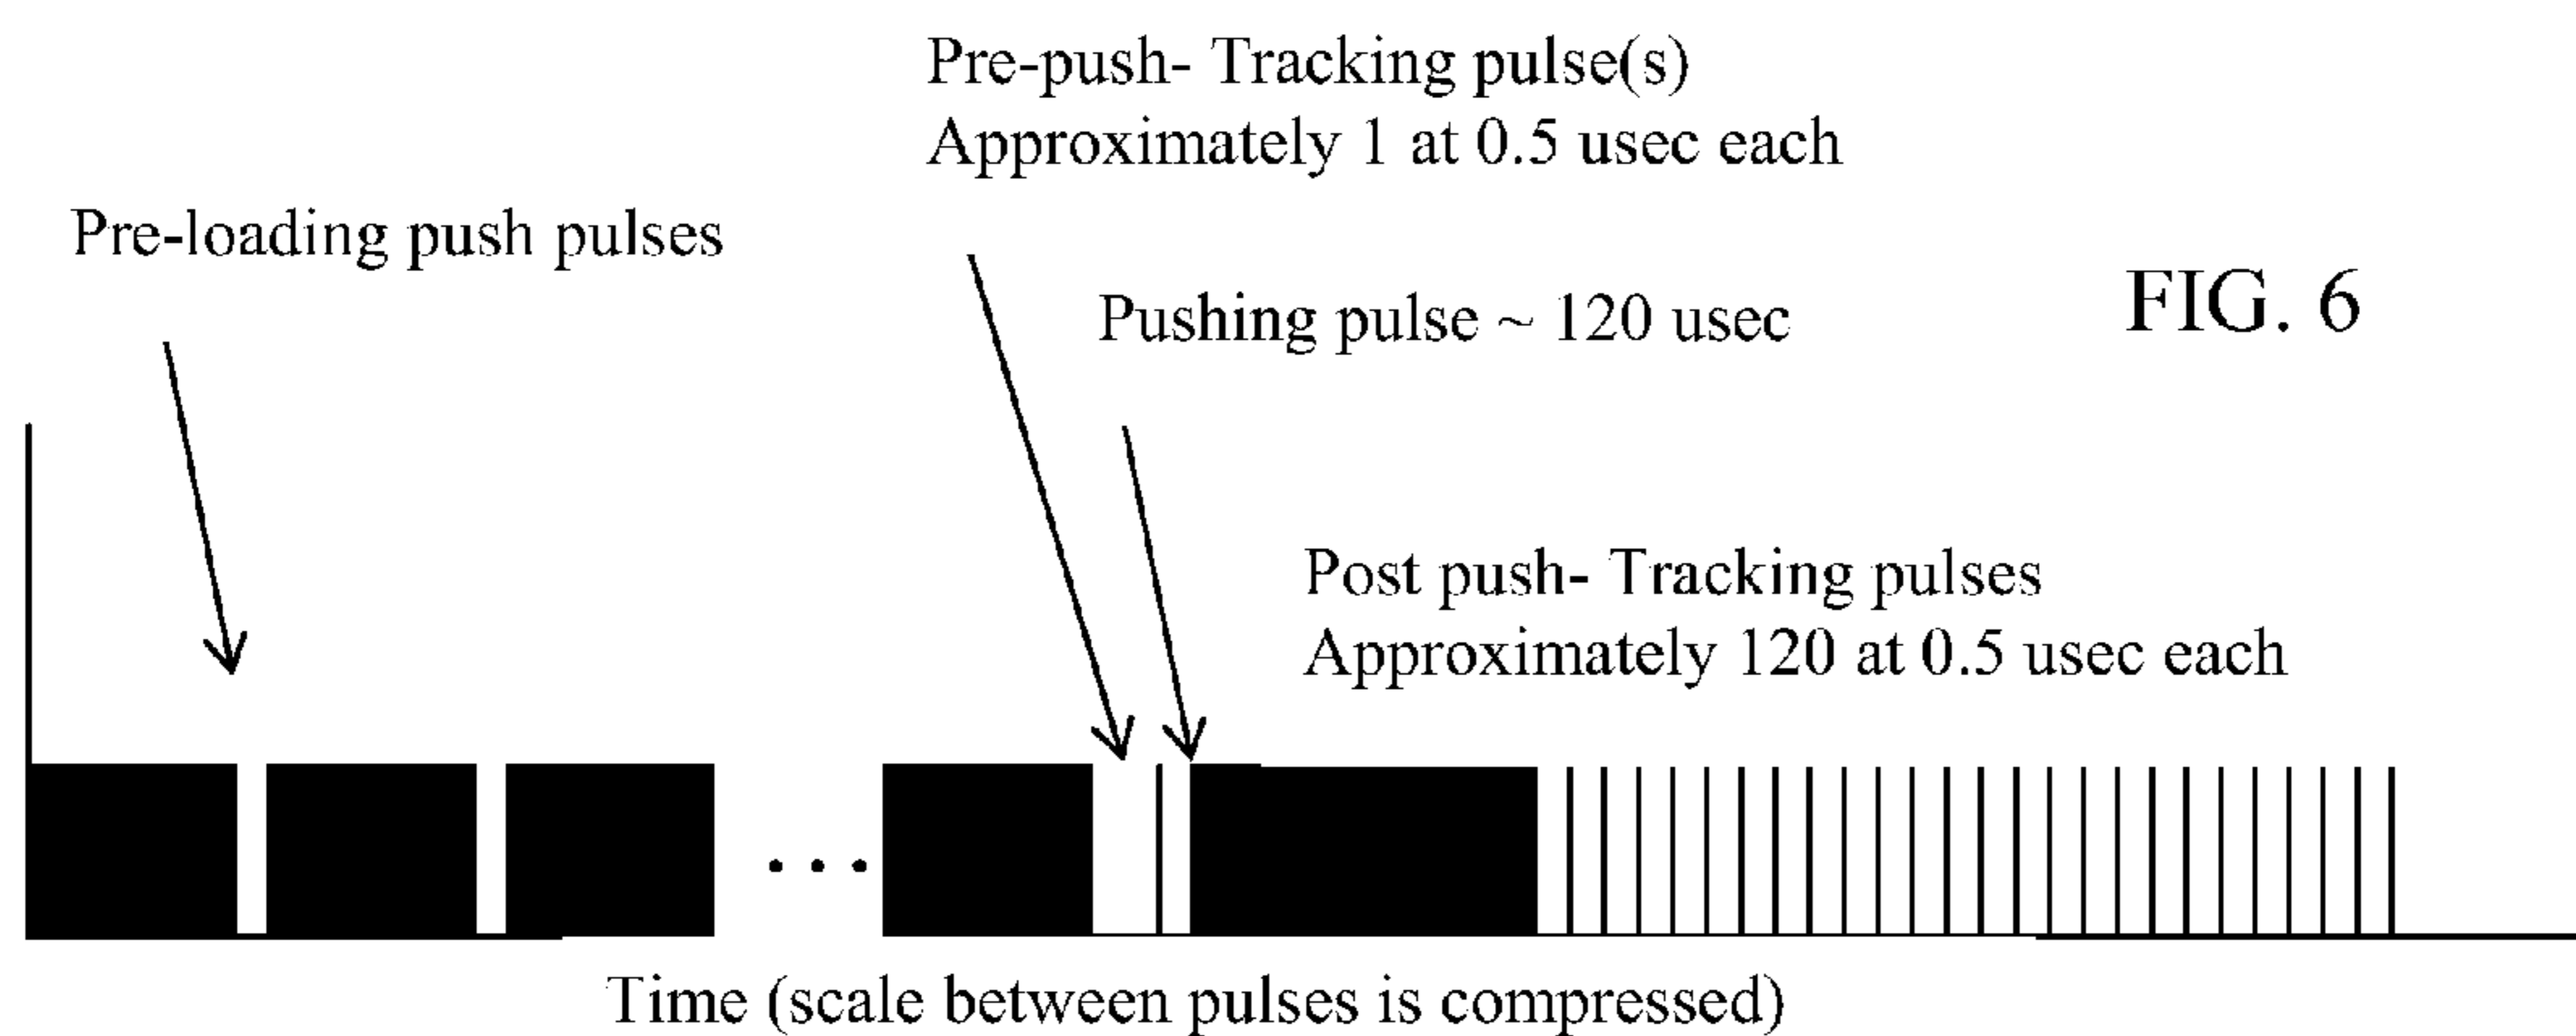 Pre-push- Tracking pulse(s)
Approximately 1 at 0.5 usec each
Pre-loading push pulses
Pushing pulse ~ 120 usec
FIG. 6
Post push- Tracking pulses
Approximately 120 at 0.5 usec each
. . .
Time (scale between pulses is compressed)